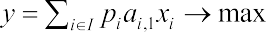 y = ∑_{i∈I} p_i a_{i,1} x_i → max